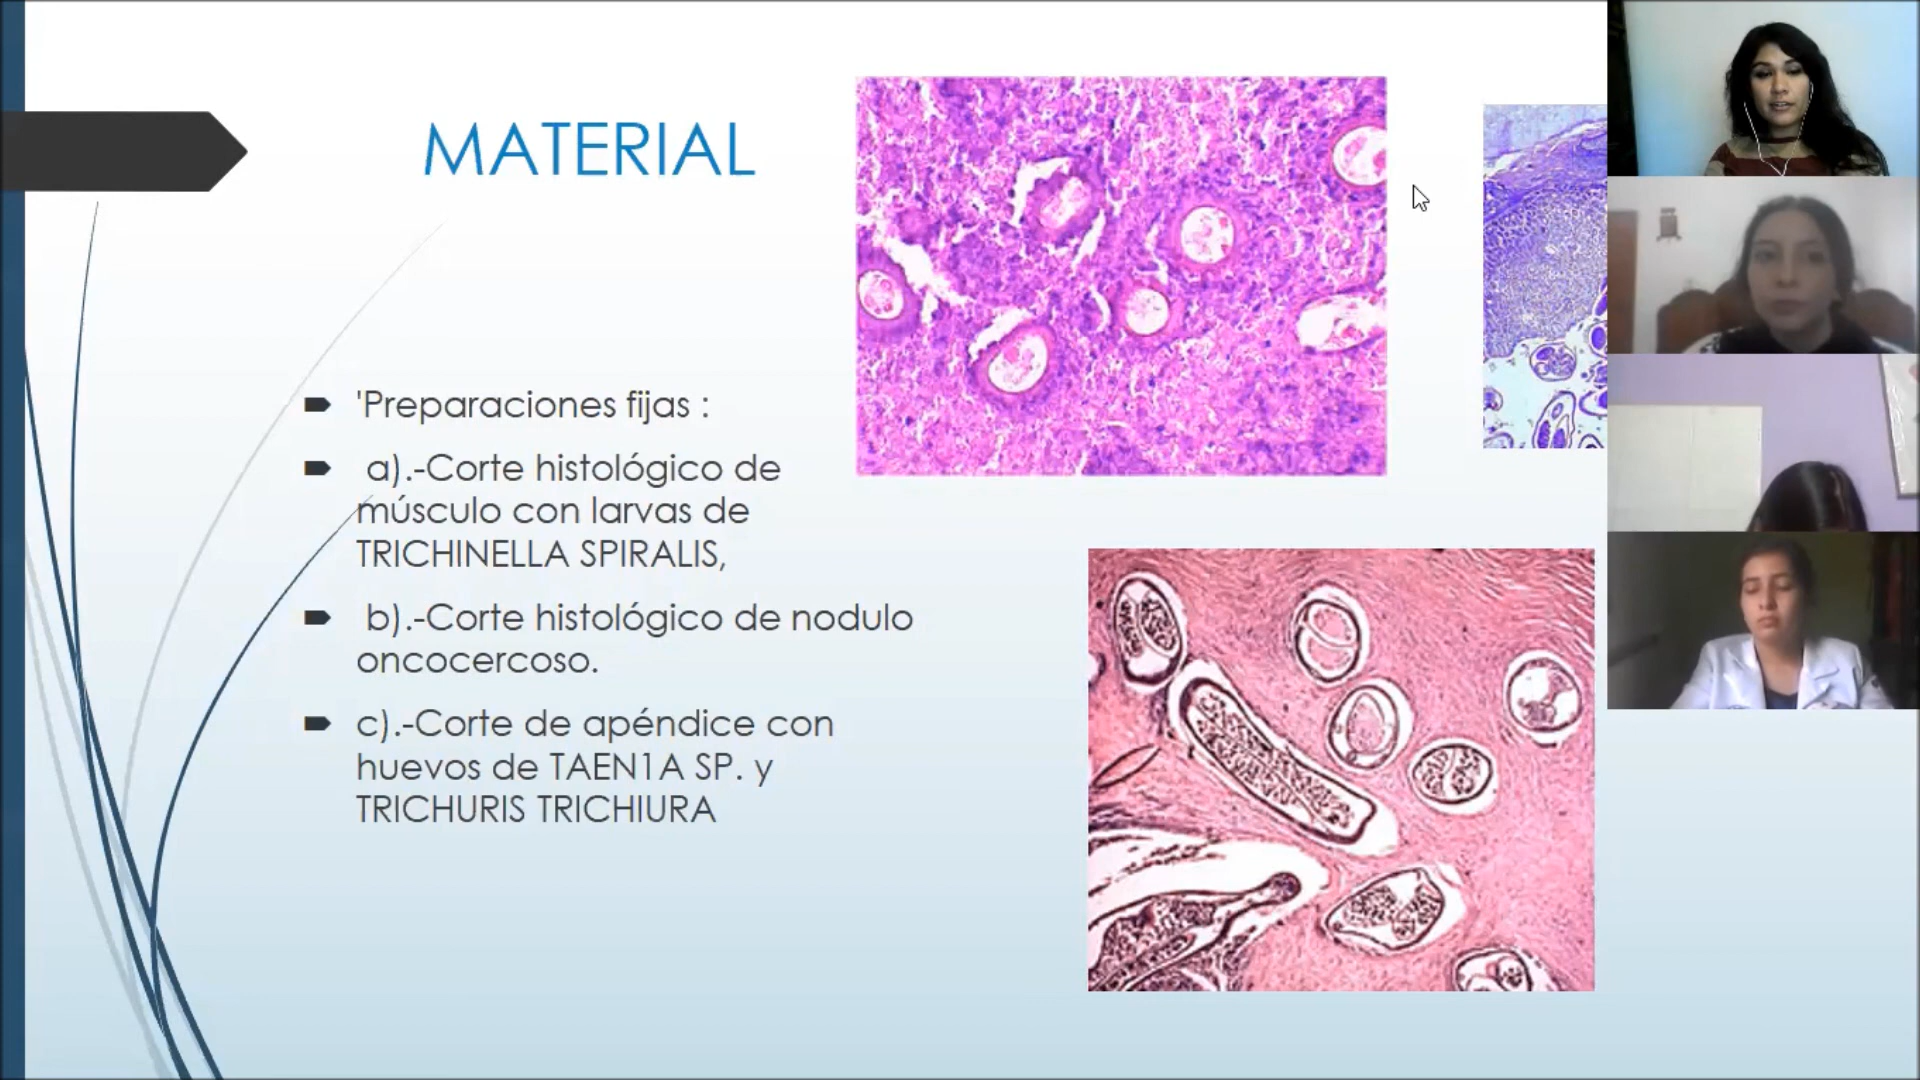 MATERIAL
'Preparaciones fijas :
a).-Corte histológico de
músculo con larvas de
TRICHINELLA SPIRALIS,
b).-Corte histológico de nodulo
oncocercoso.
c).-Corte de apéndice con
huevos de TAEN1A SP. y
TRICHURIS TRICHIURA